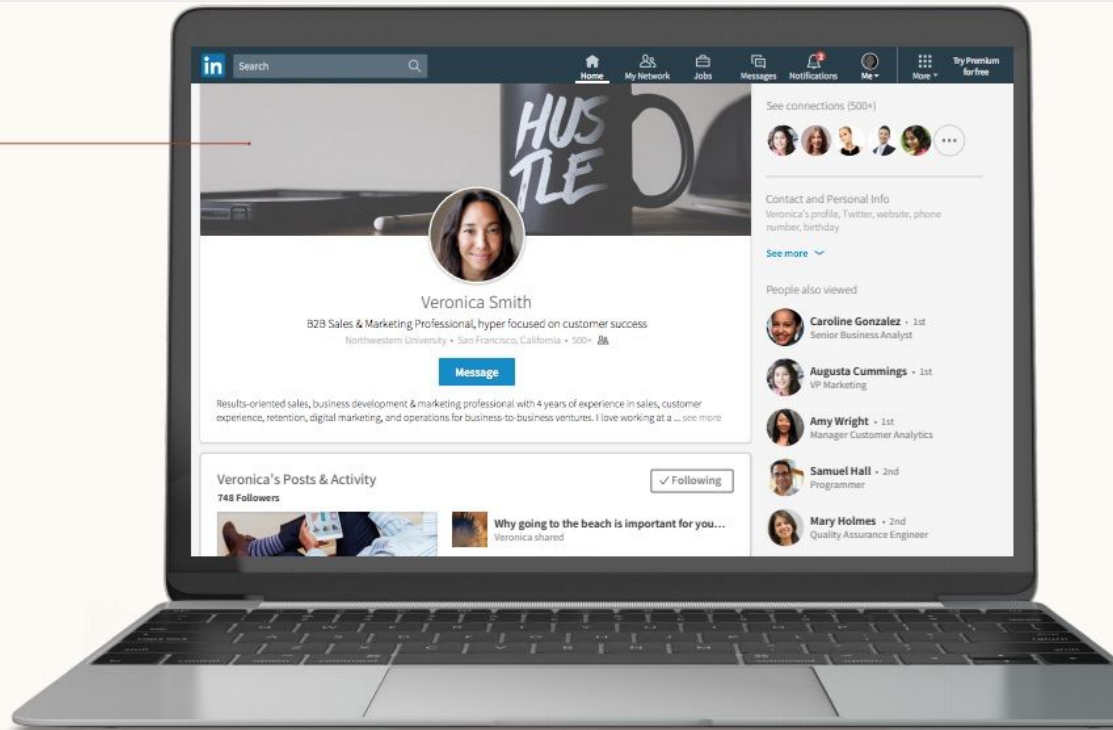 in
Search
Home
My Network
Jobs
Messages
Notifications
2
Me
More
Try Premium
for free
HUS
TLE
Veronica Smith
B2B Sales & Marketing Professional, hyper focused on customer success
Northwestern University • San Francisco, California • 500+
Message
Results-oriented sales, business development & marketing professional with 4 years of experience in sales, customer
experience, retention, digital marketing, and operations for business-to-business ventures. I love working at a ... see more
Veronica's Posts & Activity
748 Followers
✓ Following
Why going to the beach is important for you...
Veronica shared
See connections (500+)
Contact and Personal Info
Veronica's profile, Twitter, website, phone
number, birthday
See more
People also viewed
Caroline Gonzalez • 1st
Senior Business Analyst
Augusta Cummings • 1st
VP Marketing
Amy Wright • 1st
Manager Customer Analytics
Samuel Hall • 2nd
Programmer
Mary Holmes • 2nd
Quality Assurance Engineer